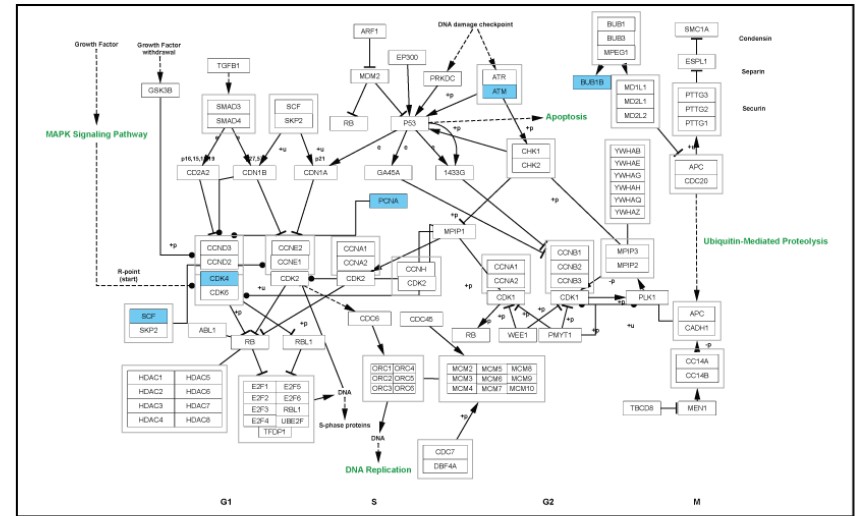 Growth Factor
Growth Factor
withdrawal
ARF1
DNA damage checkpoint
BUB1
BUB3
MPEG1
SMC1A
Condensin
GSK3B
TGFB1
MDM2
EP300
PRKDC
ATR
ATM
BUB1B
MD1L1
MD2L1
MD2L2
ESPL1
Separin
PTTG3
PTTG2
PTTG1
Securin
MAPK Signaling Pathway
SMAD3
SMAD4
SCF
SKP2
RB
P53
+p
Apoptosis
+p
+p
+u
+u
e
e
CHK1
CHK2
YWHAB
YWHAE
YWHAG
YWHAH
YWHAQ
YWHAZ
+u
APC
CDC20
p21
CD2A2
CDN1B
CDN1A
GA45A
1433G
PCNA
+p
MPIP1
+p
Ubiquitin-Mediated Proteolysis
+p
CCND3
CCND2
CDK4
CDK6
CCNE2
CCNE1
CDK2
CCNA1
CCNA2
CDK2
CCNH
CDK2
CCNA1
CCNA2
CDK1
CCNB1
CCNB2
CCNB3
CDK1
MPIP3
MPIP2
-p
PLK1
R-point
(start)
+u
+p
SCF
SKP2
ABL1
+p
+p
RB
RBL1
CDC6
CDC45
RB
+p
WEE1
+p
PMYT1
+p
+p
+u
APC
CADH1
-p
CC14A
CC14B
HDAC1
HDAC5
HDAC2
HDAC6
HDAC3
HDAC7
HDAC4
HDAC8
E2F1
E2F5
E2F2
E2F6
E2F3
RBL1
E2F4
UBE2F
TFDP1
DNA
S-phase proteins
ORC1
ORC4
ORC2
ORC5
ORC3
ORC6
MCM2
MCM5
MCM8
MCM3
MCM6
MCM9
MCM4
MCM7
MCM10
+p
TBCD8
MEN1
DNA
DNA Replication
CDC7
DBF4A
G1
S
G2
M